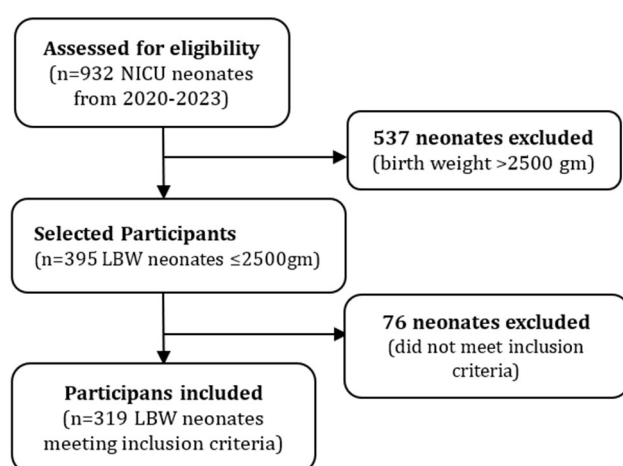 Assessed for eligibility
(n=932 NICU neonates
from 2020-2023)
537 neonates excluded
(birth weight >2500 gm)
Selected Participants
(n=395 LBW neonates ≤2500gm)
76 neonates excluded
(did not meet inclusion
criteria)
Participans included
(n=319 LBW neonates
meeting inclusion criteria)